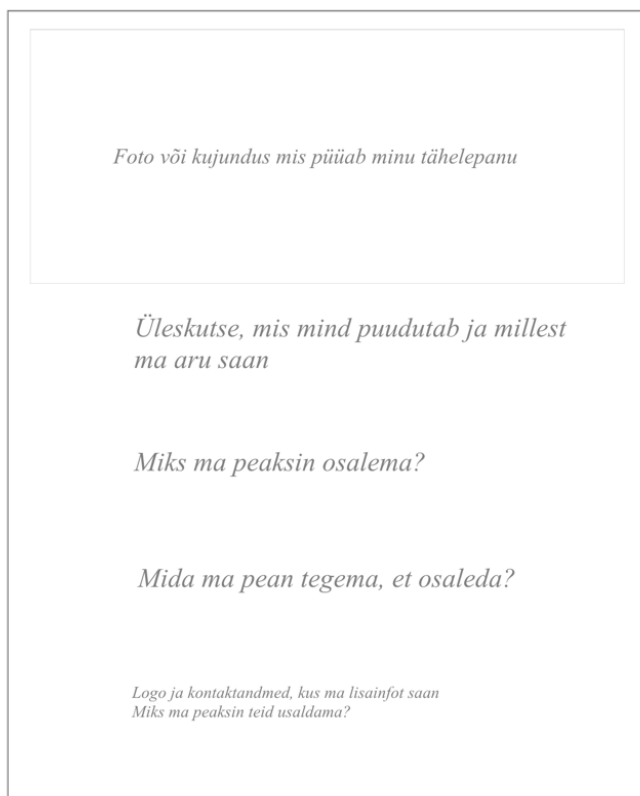 Foto või kujundus mis püüab minu tähelepanu
Üleskutse, mis mind puudutab ja millest
ma aru saan
Miks ma peaksin osalema?
Mida ma pean tegema, et osaleda?
Logo ja kontaktandmed, kus ma lisainfot saan
Miks ma peaksin teid usaldama?